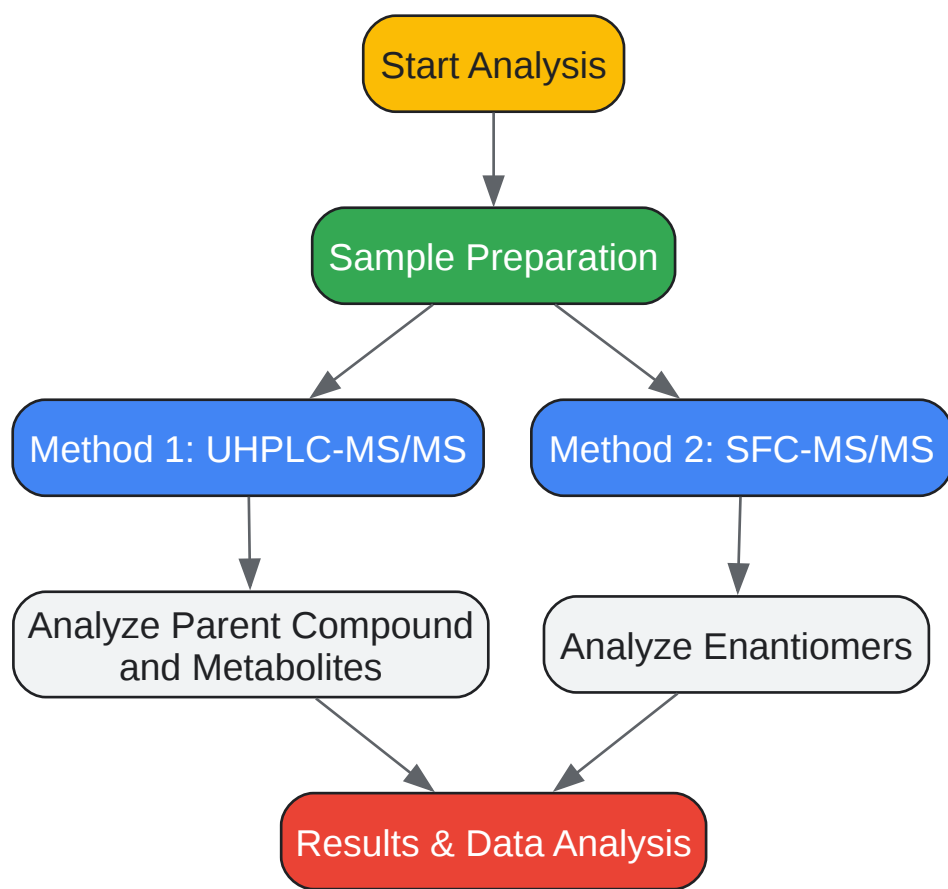 Start Analysis
Sample Preparation
Method 1: UHPLC-MS/MS
Method 2: SFC-MS/MS
Analyze Parent Compound
and Metabolites
Analyze Enantiomers
Results & Data Analysis